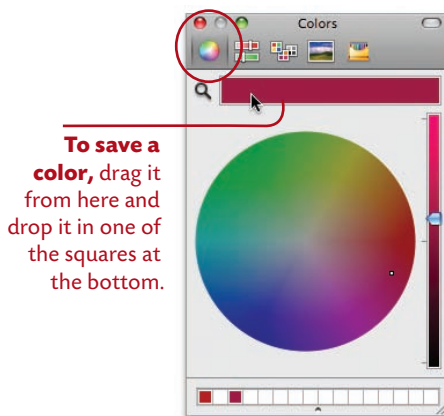 Colors
To save a
color, drag it
from here and
drop it in one of
the squares at
the bottom.